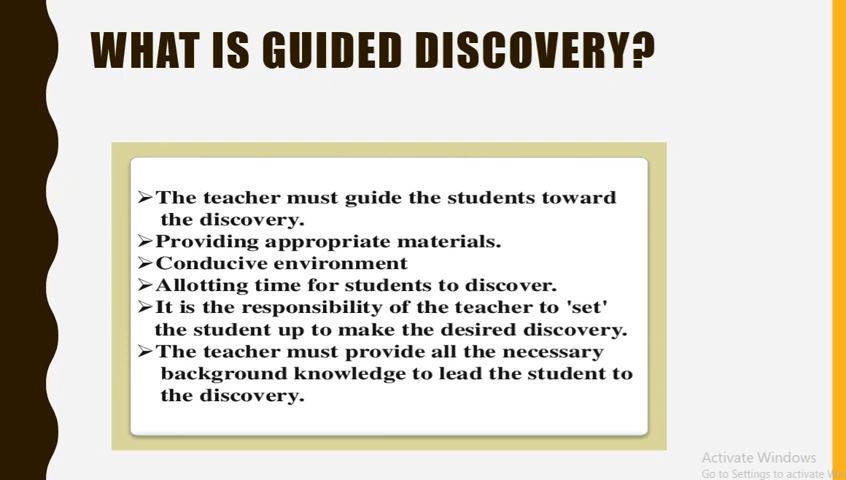 WHAT IS GUIDED DISCOVERY?
➢The teacher must guide the students toward
the discovery.
➢Providing appropriate materials.
➢Conducive environment
➢Allotting time for students to discover.
➢It is the responsibility of the teacher to 'set'
the student up to make the desired discovery.
➢The teacher must provide all the necessary
background knowledge to lead the student to
the discovery.
Activate Windows
Go to Settings to activate